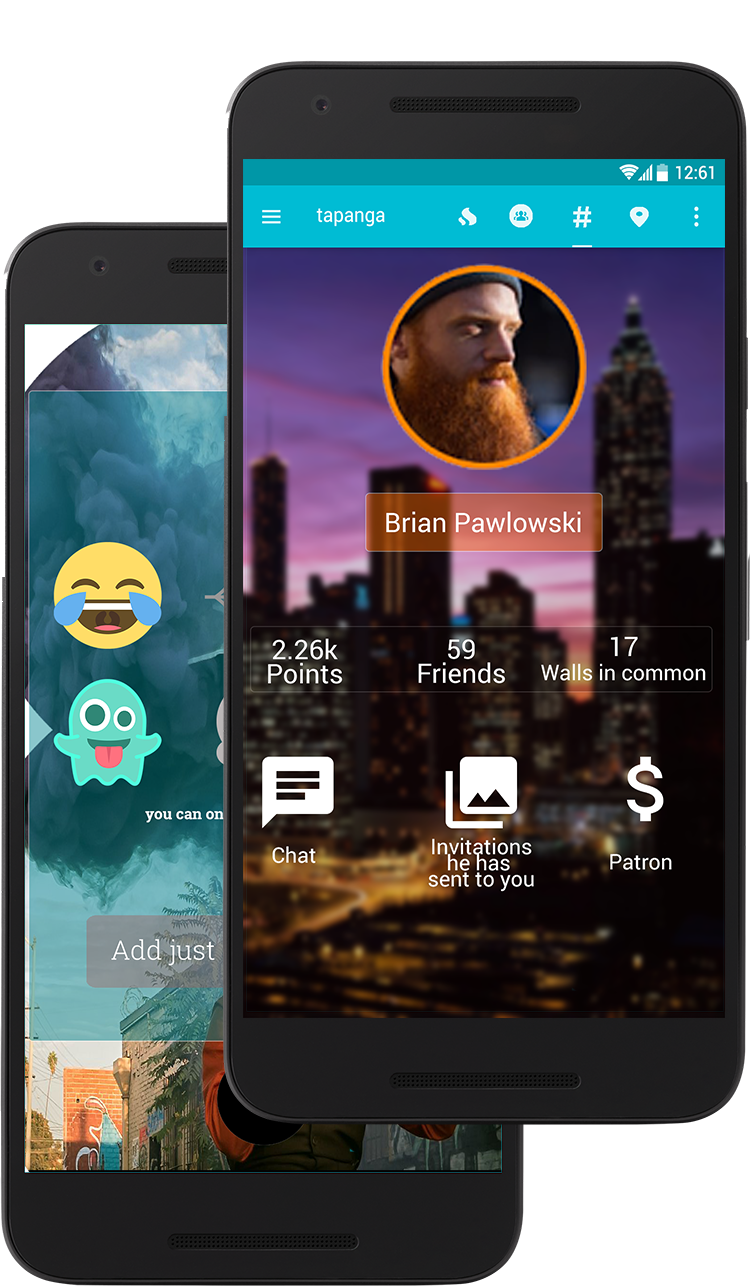 12:61
tapanga
#
Brian Pawlowski
2.26k
Points
59
Friends
17
Walls in common
Chat
Invitations
he has
sent to you
$
Patron
you can on
Add just